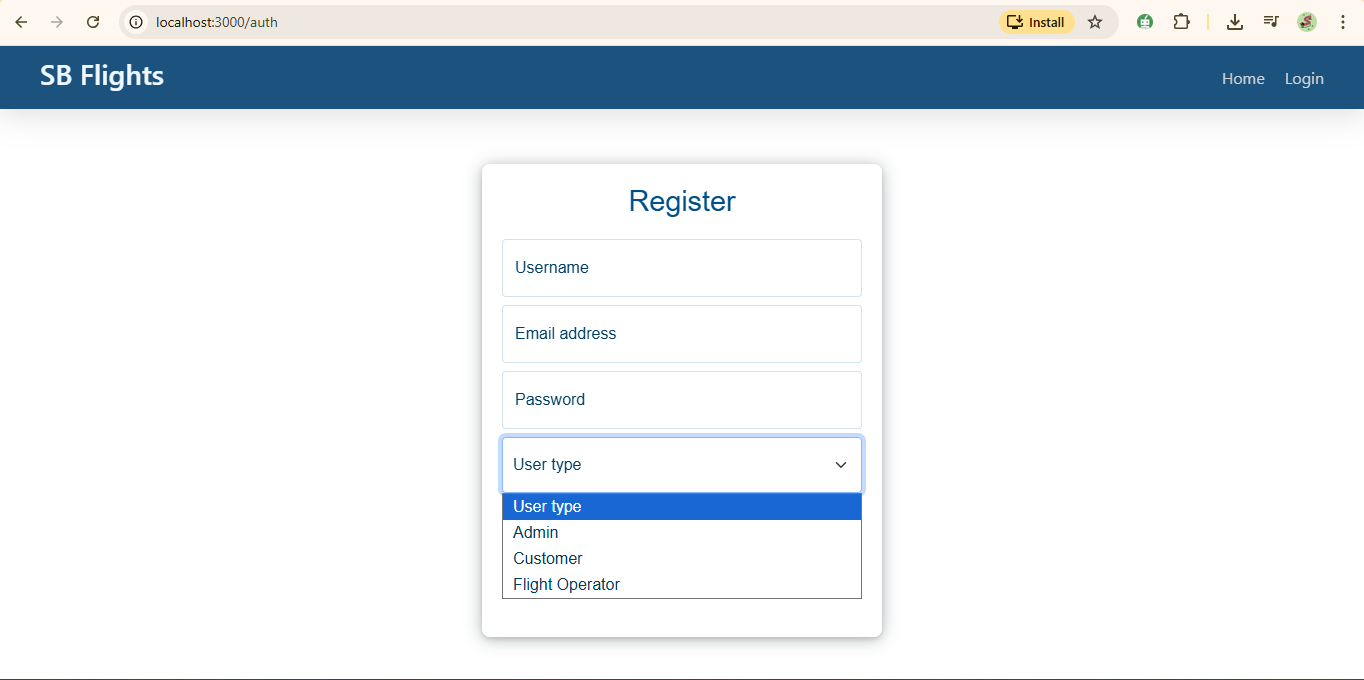 localhost:3000/auth
Install
SB Flights
Home
Login
Register
Username
Email address
Password
User type
User type
Admin
Customer
Flight Operator